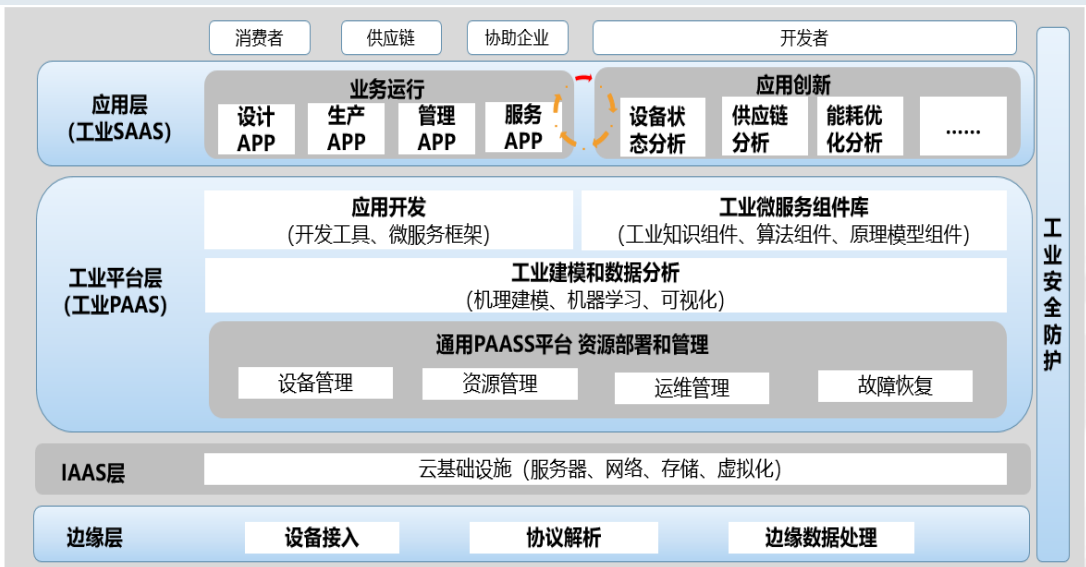 消费者
供应链
协助企业
开发者
应用层
(工业SAAS)
业务运行
设计
APP
生产
APP
管理
APP
服务
APP
应用创新
设备状
态分析
供应链
分析
能耗优
化分析
......
工业平台层
(工业PAAS)
应用开发
(开发工具、微服务框架)
工业微服务组件库
(工业知识组件、算法组件、原理模型组件)
工业建模和数据分析
(机理建模、机器学习、可视化)
通用PAASS平台 资源部署和管理
设备管理
资源管理
运维管理
故障恢复
IAAS层
云基础设施（服务器、网络、存储、虚拟化）
边缘层
设备接入
协议解析
边缘数据处理
工业安全防护